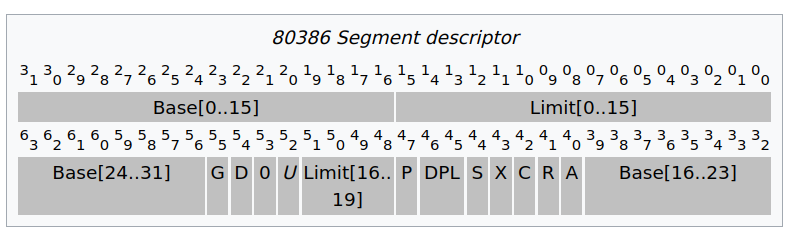 80386 Segment descriptor
31 30 29 28 27 26 25 24 23 22 21 20 19 18 17 16 15 14 13 12 11 10 09 08 07 06 05 04 03 02 01 00
Base[0..15] Limit[0..15]
63 62 61 60 59 58 57 56 55 54 53 52 51 50 49 48 47 46 45 44 43 42 41 40 39 38 37 36 35 34 33 32
Base[24..31] G D 0 U Limit[16.. P DPL S X C R A Base[16..23]
19]